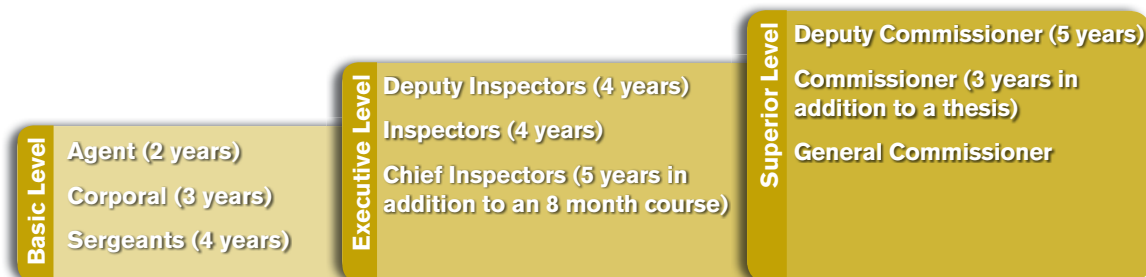 Basic Level
Agent (2 years)
Corporal (3 years)
Sergeants (4 years)
Executive Level
Deputy Inspectors (4 years)
Inspectors (4 years)
Chief Inspectors (5 years in
addition to an 8 month course)
Superior Level
Deputy Commissioner (5 years)
Commissioner (3 years in
addition to a thesis)
General Commissioner